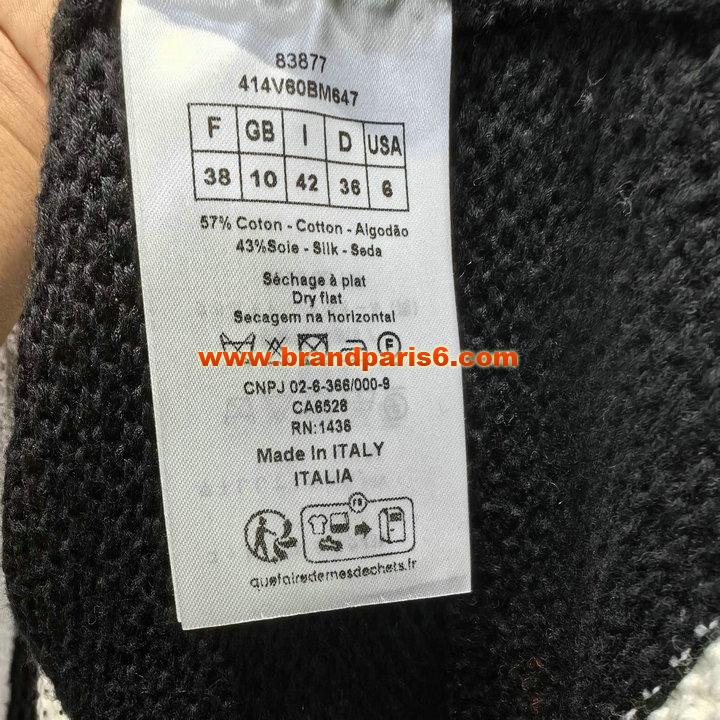 83877
414V60BM647
F GB I D USA
38 10 42 36 6
57% Coton - Cotton - Algodão
43%Soie - Silk - Seda
Séchage à plat
Dry flat
Secagem na horizontal
F
www.brandparis6.com
CNPJ 02-6-366/000-9
CA6528
RN:1436
Made In ITALY
ITALIA
FR
quefairedemesdechets.fr